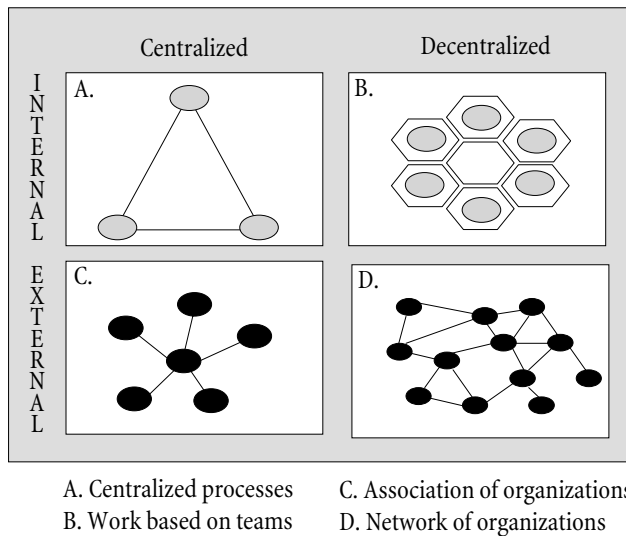 Centralized
Decentralized
INTERNAL
A.
B.
EXTERNAL
C.
D.
A. Centralized processes
B. Work based on teams
C. Association of organizations
D. Network of organizations